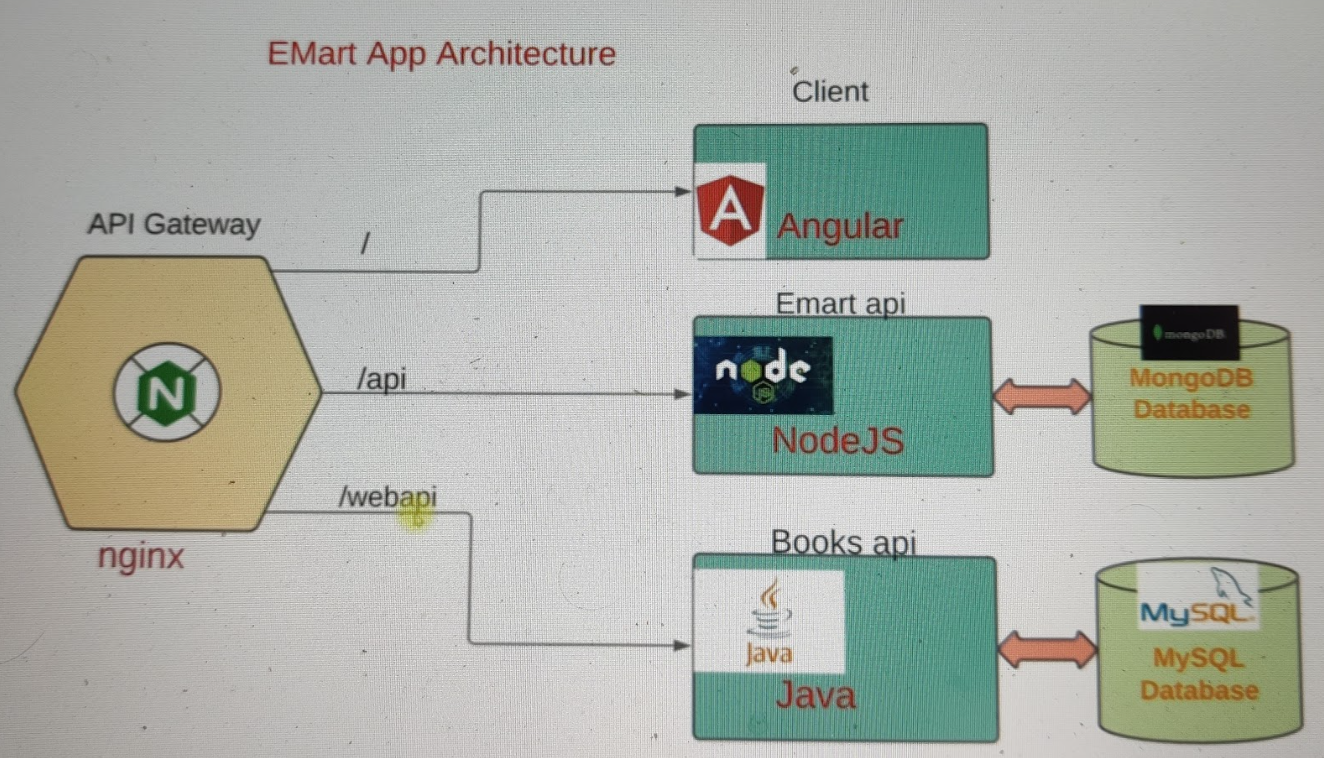 EMart App Architecture
Client
API Gateway
/
Angular
Emart api
node
JS
mongoDB
MongoDB
Database
/api
NodeJS
/webapi
nginx
Books api
Java
Java
MySQL
MySQL
Database